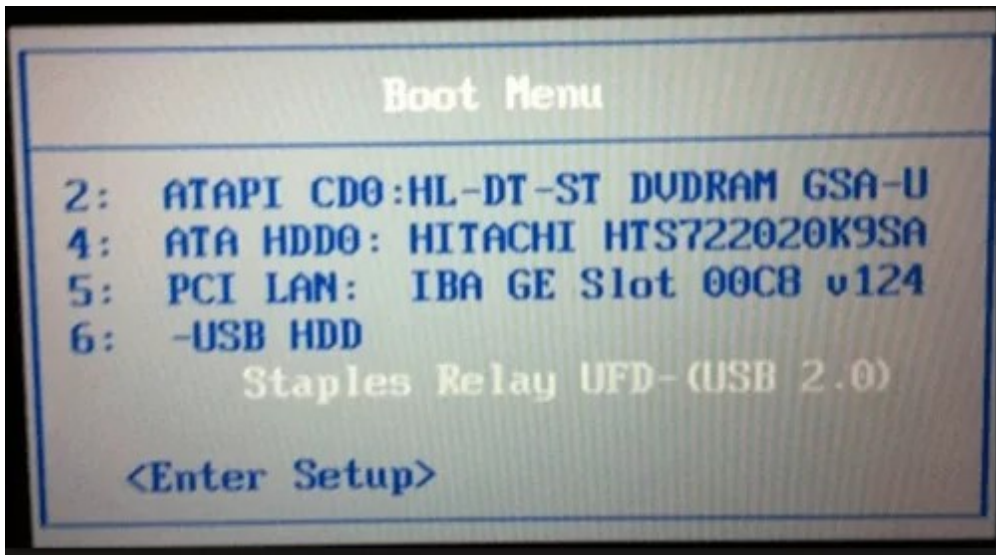 Boot Menu
2: ATAPI CD0:HL-DT-ST DVDRAM GSA-U
4: ATA HDD0: HITACHI HTS722020K9SA
5: PCI LAN: IBA GE Slot 00C8 v124
6: -USB HDD
Staples Relay UFD-(USB 2.0)
<Enter Setup>